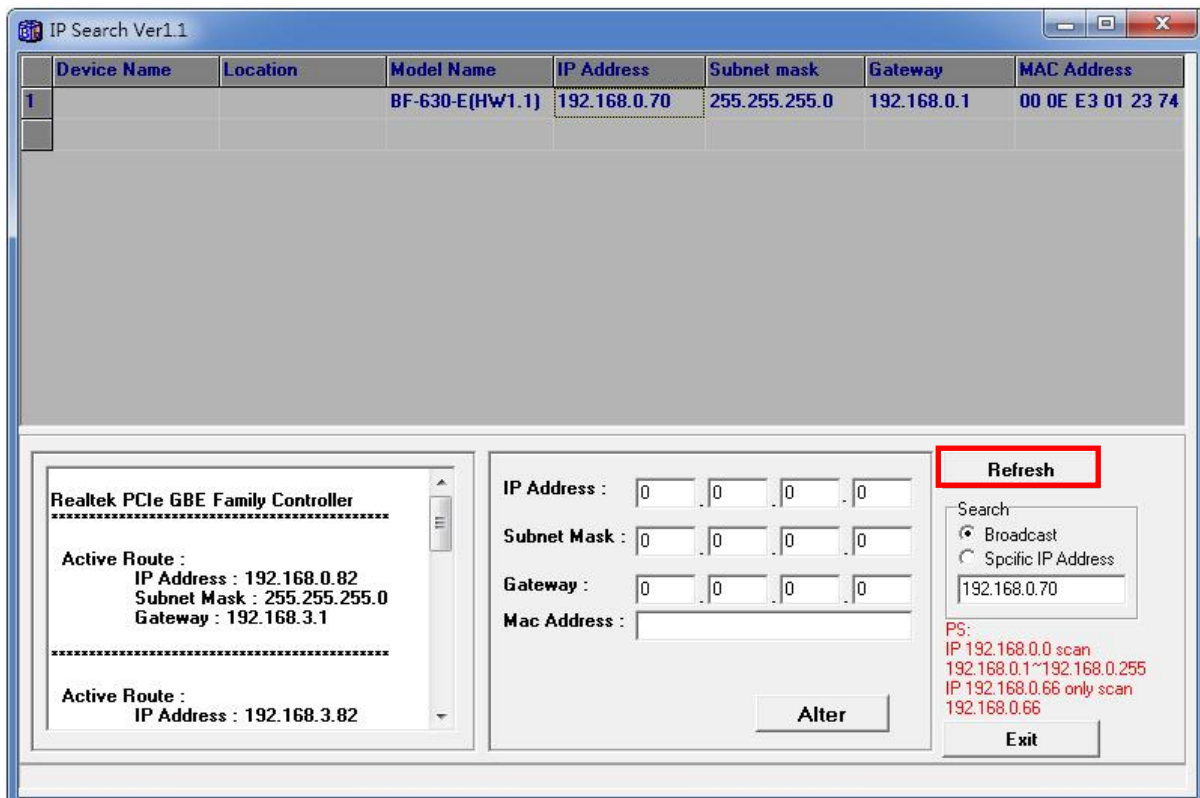 IP Search Ver1.1
Device Name Location Model Name IP Address Subnet mask Gateway MAC Address
1 BF-630-E(HW1.1) 192.168.0.70 255.255.255.0 192.168.0.1 00 0E E3 01 23 74
Realtek PCIe GBE Family Controller
*********************************************
Active Route :
IP Address : 192.168.0.82
Subnet Mask : 255.255.255.0
Gateway : 192.168.3.1
*********************************************
Active Route :
IP Address : 192.168.3.82
IP Address : 0 . 0 . 0 . 0
Subnet Mask : 0 . 0 . 0 . 0
Gateway : 0 . 0 . 0 . 0
Mac Address :
Alter
Refresh
Search
Broadcast
Spcific IP Address
192.168.0.70
PS:
IP 192.168.0.0 scan
192.168.0.1~192.168.0.255
IP 192.168.0.66 only scan
192.168.0.66
Exit